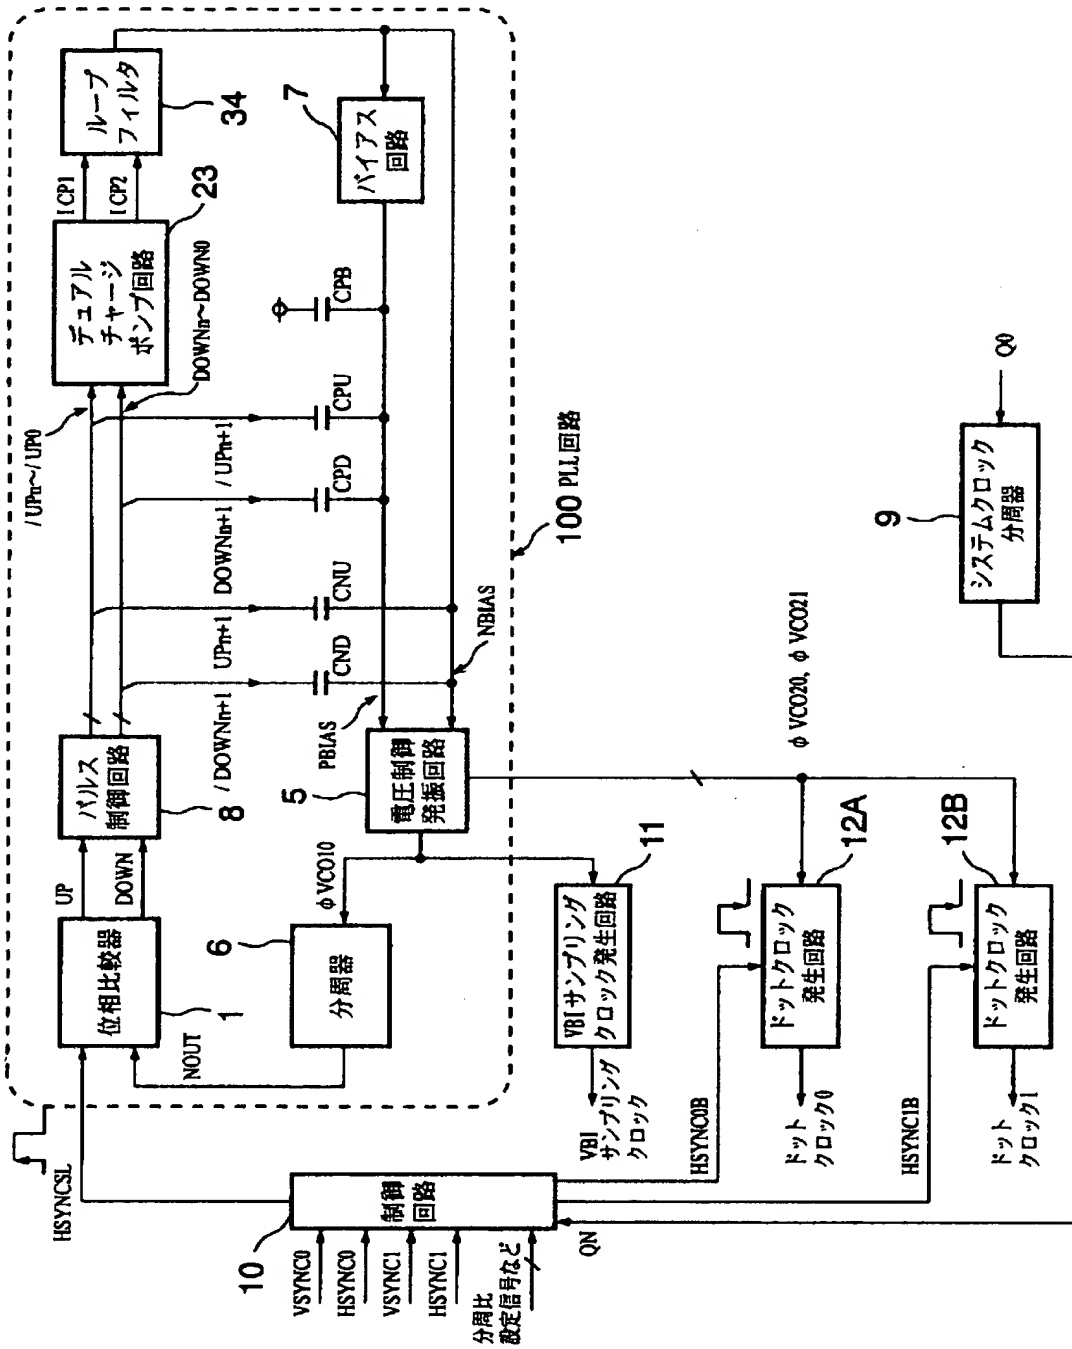 HSYNCSL
10
制御
回路
VSYNC0
HSYNC0
VSYNC1
HSYNC1
分周比
設定信号など
QN
位相比較器
1
NOUT
UP
DOWN
パルス
制御回路
8
/UPn〜/UP0
DOWNn〜DOWN0
デュアル
チャージ
ポンプ回路
23
ICP1
ICP2
ループ
フィルタ
34
/DOWNn+1
UPn+1
DOWNn+1
/UPn+1
CND
CNU
CPD
CPU
CPB
バイアス
回路
7
PBIAS
NBIAS
電圧制御
発振回路
5
φVCO10
分周器
6
100 PLL回路
VBIサンプリング
クロック発生回路
11
VBI
サンプリング
クロック
φVCO20, φVCO21
HSYNC0B
ドットクロック
発生回路
12A
ドット
クロック0
HSYNC1B
ドットクロック
発生回路
12B
ドット
クロック1
システムクロック
分周器
9
Q0